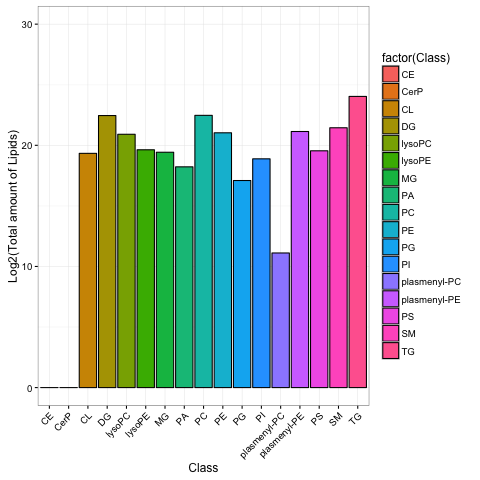 30
20
10
0
Log2(Total amount of Lipids)
CE
CerP
CL
DG
lysoPC
lysoPE
MG
PA
PC
PE
PG
PI
plasmenyl-PC
plasmenyl-PE
PS
SM
TG
Class
factor(Class)
CE
CerP
CL
DG
lysoPC
lysoPE
MG
PA
PC
PE
PG
PI
plasmenyl-PC
plasmenyl-PE
PS
SM
TG